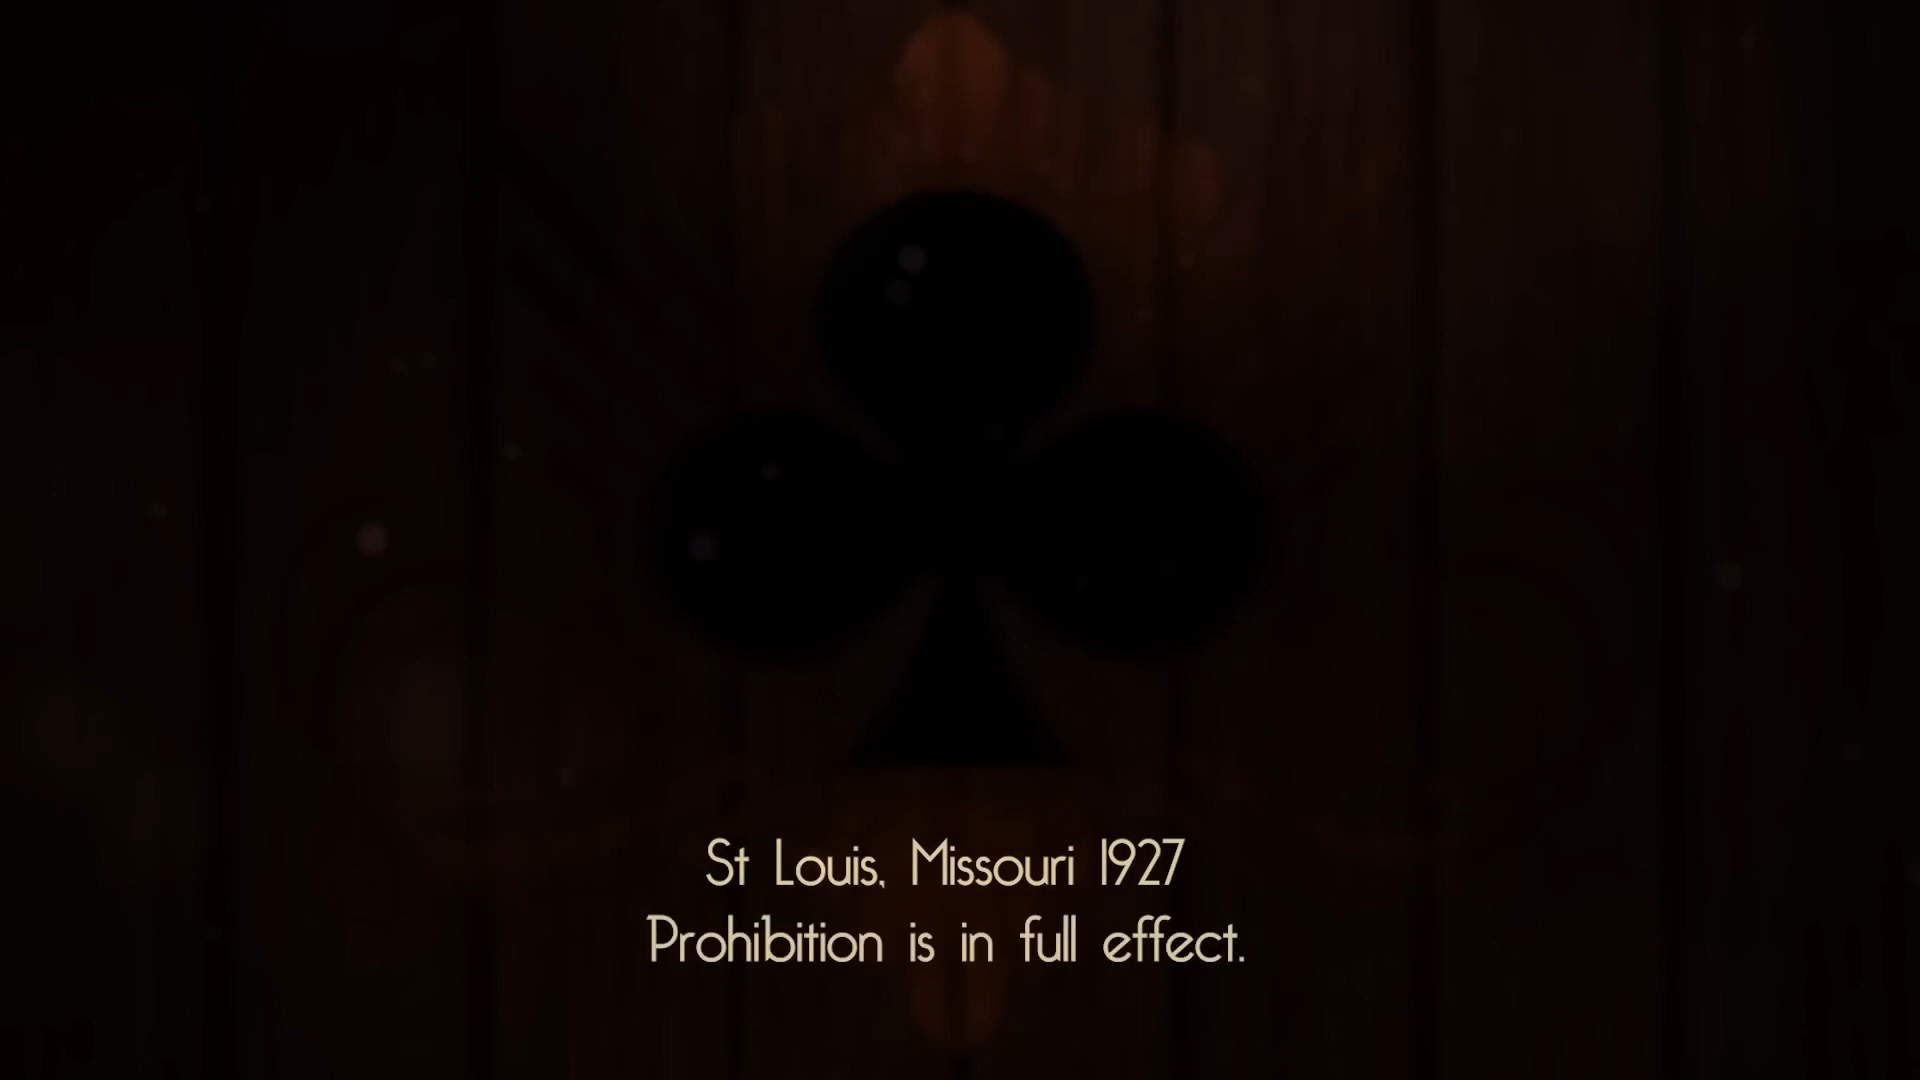 St Louis, Missouri 1927
Prohibition is in full effect.